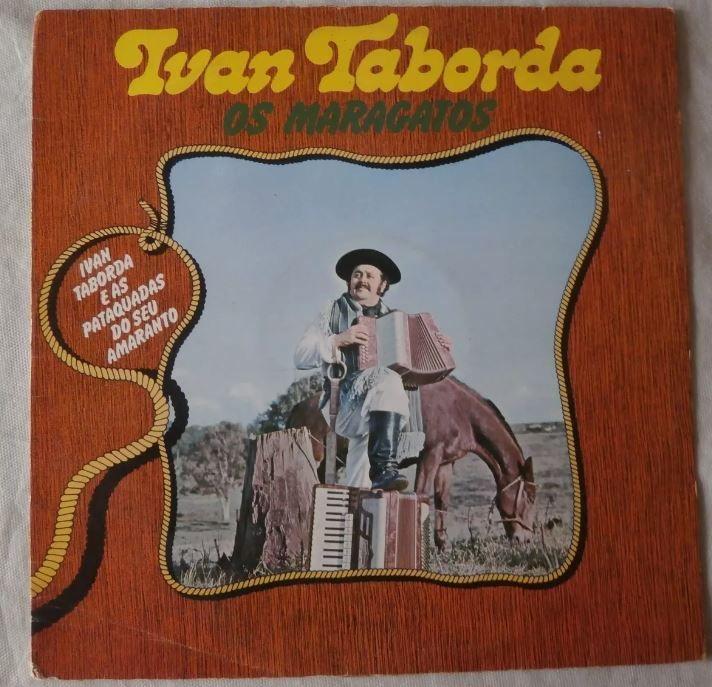 Ivan Taborda
OS MARAGATOS
IVAN
TABORDA
E AS
PATAQUADAS
DO SEU
AMARANTO